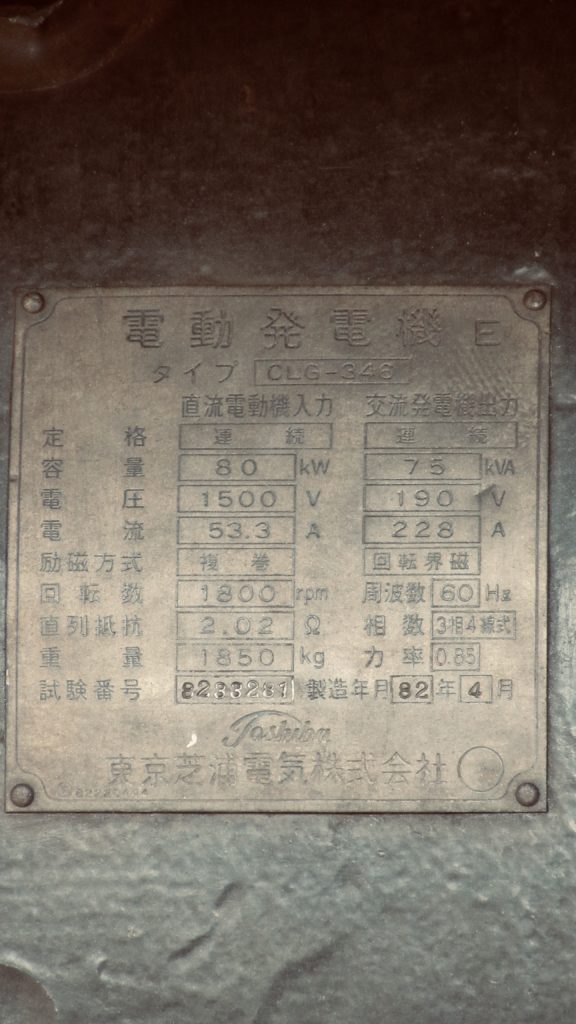 電動発電機 E
タイプ CLG-346
直流電動機入力 交流発電機出力
定格 連続 連続
容量 80 kW 75 kVA
電圧 1500 V 190 V
電流 53.3 A 228 A
励磁方式 複巻 回転界磁
回転数 1800 rpm 周波数 60 Hz
直列抵抗 2.02 Ω 相数 3相4線式
重量 1850 kg 力率 0.85
試験番号 8233281 製造年月 82年 4月
Toshiba
東京芝浦電気株式会社